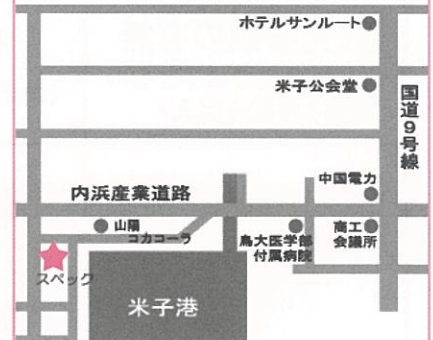 ホテルサンルート
米子公会堂
国道9号線
中国電力
内浜産業道路
山陽
コカコーラ
鳥大医学部
付属病院
商工
会議所
スペック
米子港